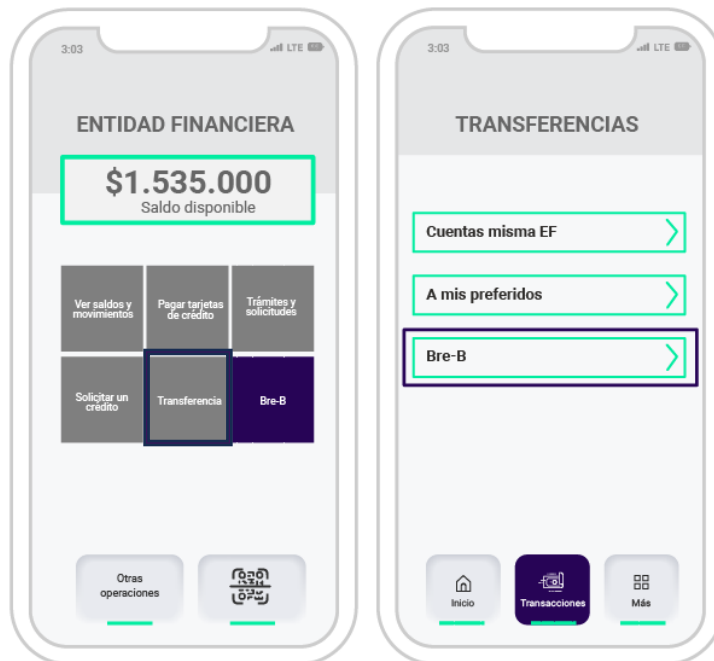 3:03
LTE
ENTIDAD FINANCIERA
$1.535.000
Saldo disponible
Ver saldos y
movimientos
Pagar tarjetas
de crédito
Trámites y
solicitudes
Solicitar un
crédito
Transferencia
Bre-B
Otras
operaciones
3:03
LTE
TRANSFERENCIAS
Cuentas misma EF
A mis preferidos
Bre-B
Inicio
Transacciones
Más